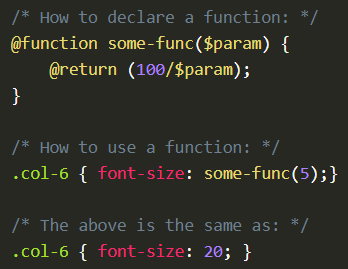 /* How to declare a function: */
@function some-func($param) {
@return (100/$param);
}
/* How to use a function: */
.col-6 { font-size: some-func(5);}
/* The above is the same as: */
.col-6 { font-size: 20; }